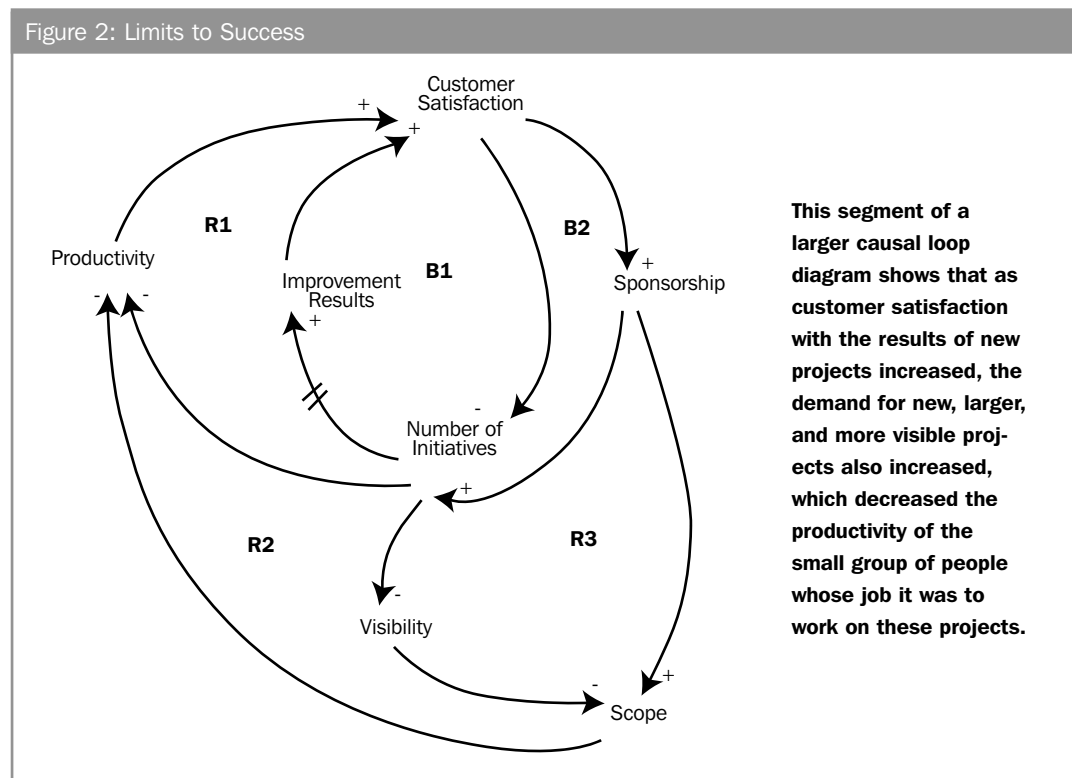 Figure 2: Limits to Success
Customer
Satisfaction
+
+
R1
B2
Productivity
-
-
Improvement
Results
+
B1
+
Sponsorship
-
Number of
Initiatives
+
R2
R3
-
Visibility
-
+
Scope
This segment of a
larger causal loop
diagram shows that as
customer satisfaction
with the results of new
projects increased, the
demand for new, larger,
and more visible proj-
ects also increased,
which decreased the
productivity of the
small group of people
whose job it was to
work on these projects.